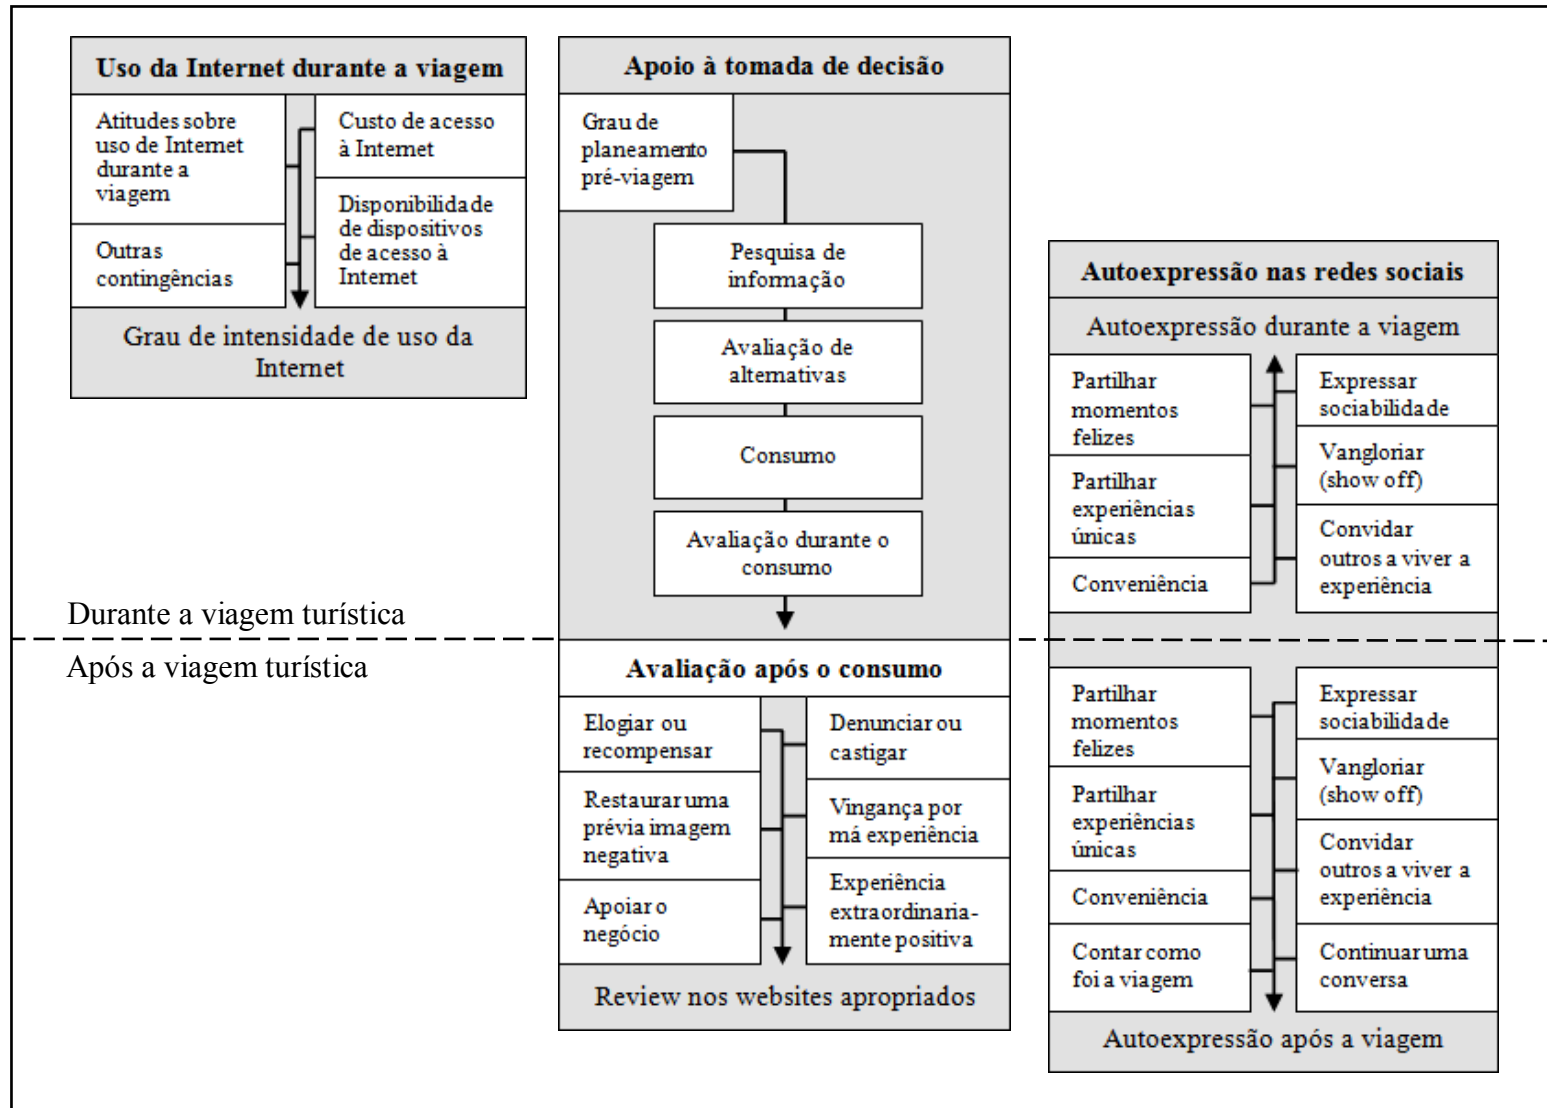 Uso da Internet durante a viagem
Atitudes sobre
uso de Internet
durante a
viagem
Outras
contingências
Custo de acesso
à Internet
Disponibilidade
de dispositivos
de acesso à
Internet
Grau de intensidade de uso da
Internet
Apoio à tomada de decisão
Grau de
planeamento
pré-viagem
Pesquisa de
informação
Avaliação de
alternativas
Consumo
Avaliação durante o
consumo
Autoexpressão nas redes sociais
Autoexpressão durante a viagem
Partilhar
momentos
felizes
Partilhar
experiências
únicas
Conveniência
Expressar
sociabilidade
Vangloriar
(show off)
Convidar
outros a viver a
experiência
Durante a viagem turística
Após a viagem turística
Avaliação após o consumo
Elogiar ou
recompensar
Restaurar uma
prévia imagem
negativa
Apoiar o
negócio
Denunciar ou
castigar
Vingança por
má experiência
Experiência
extraordinaria-
mente positiva
Review nos websites apropriados
Partilhar
momentos
felizes
Partilhar
experiências
únicas
Conveniência
Contar como
foi a viagem
Expressar
sociabilidade
Vangloriar
(show off)
Convidar
outros a viver a
experiência
Continuar uma
conversa
Autoexpressão após a viagem